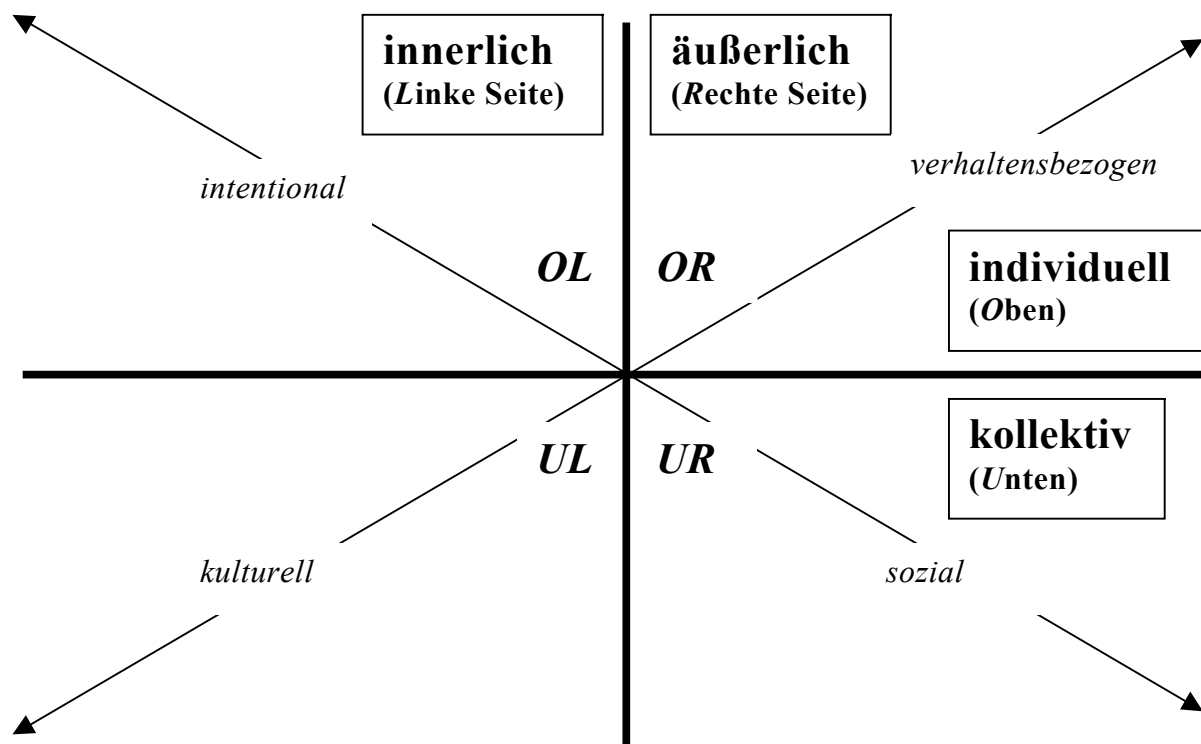 innerlich
(Linke Seite)
äußerlich
(Rechte Seite)
intentional
verhaltensbezogen
OL
OR
individuell
(Oben)
UL
UR
kollektiv
(Unten)
kulturell
sozial